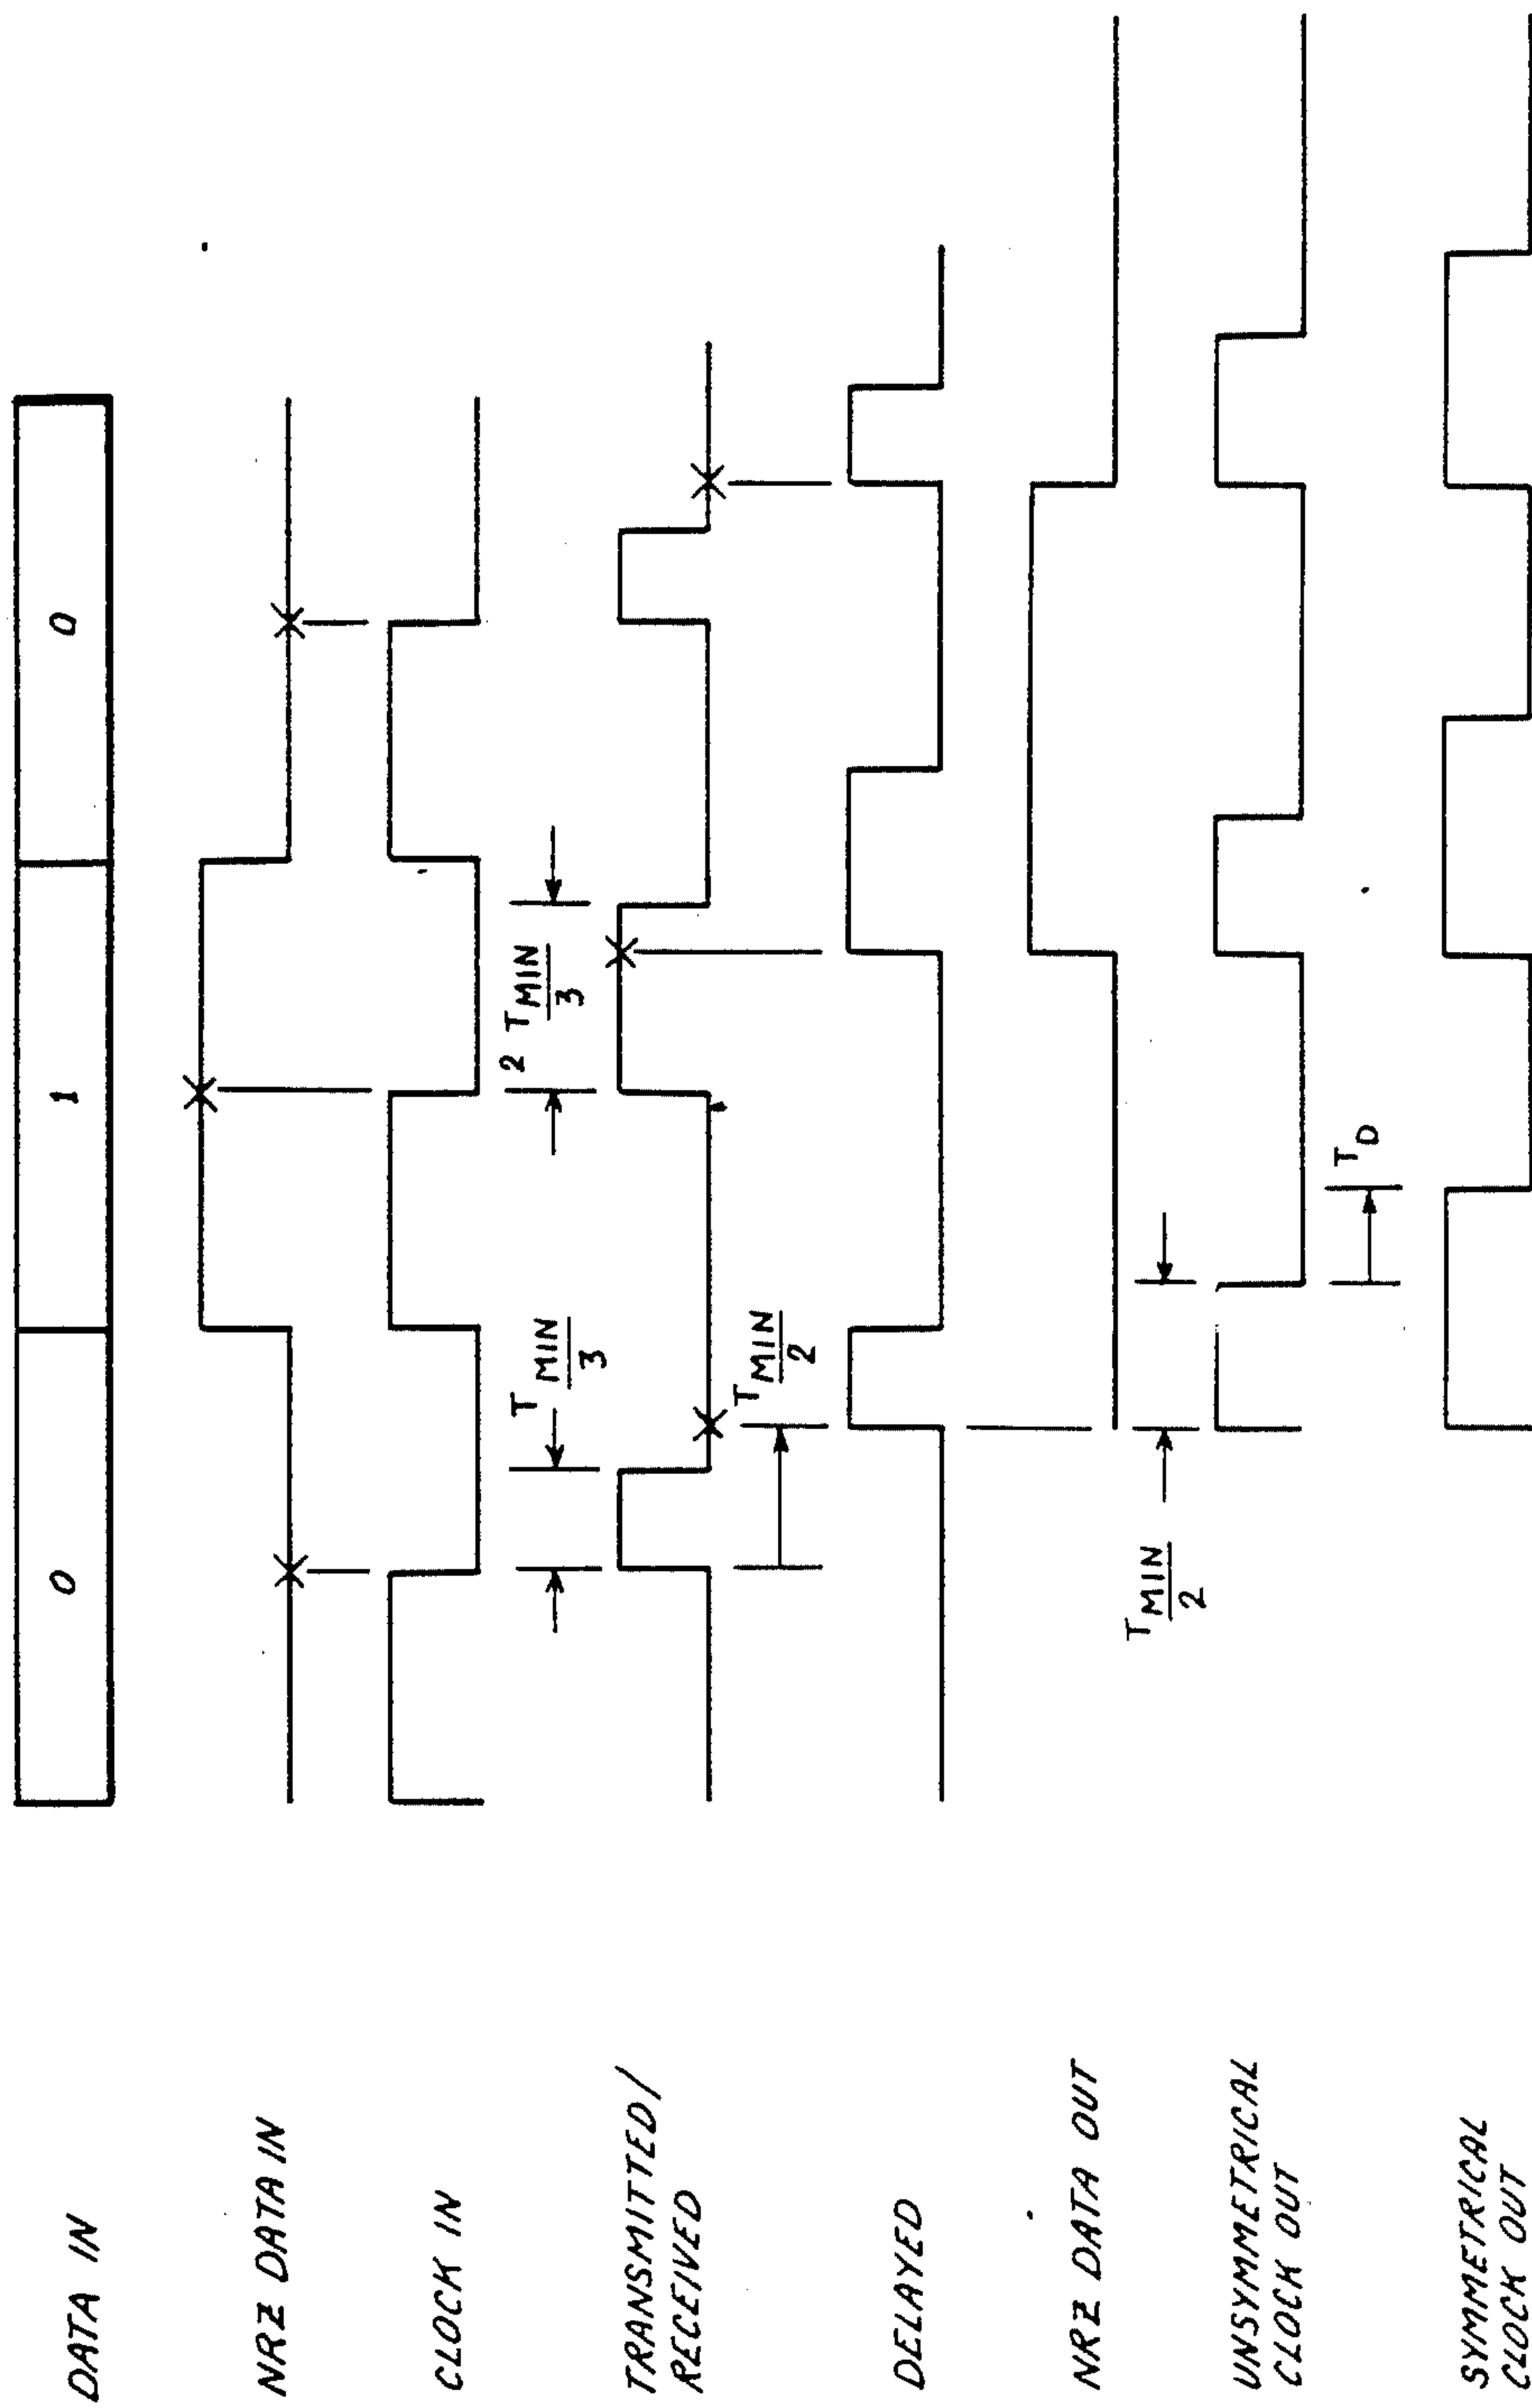 DATA IN
0 1 0
NRZ DATA IN
CLOCK IN
T MIN/3
2 T MIN/3
TRANSMITTED/
RECEIVED
T MIN/2
DELAYED
NRZ DATA OUT
T MIN/2
UNSYMMETRICAL
CLOCK OUT
T D
SYMMETRICAL
CLOCK OUT